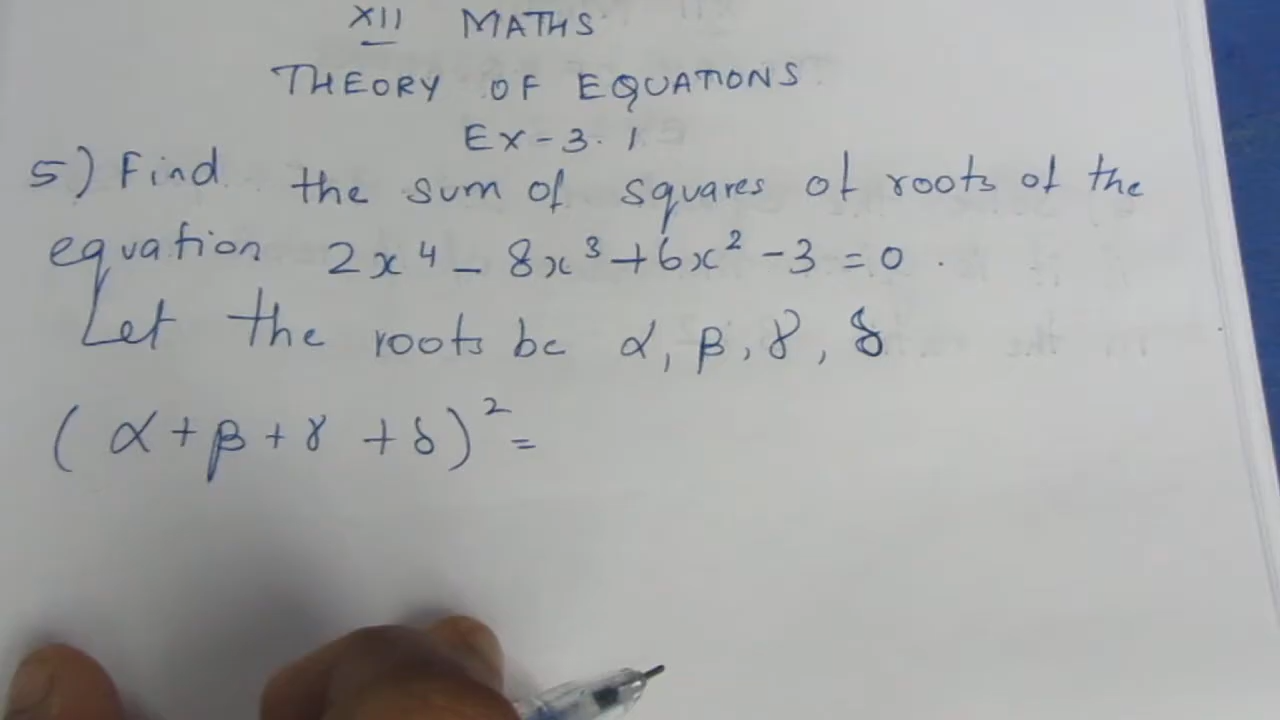 XII MATHS
THEORY OF EQUATIONS
EX-3.1
5) Find the sum of squares of roots of the
equation 2x⁴ - 8x³ + 6x² - 3 = 0.
Let the roots be α, β, γ, δ
(α + β + γ + δ)² =